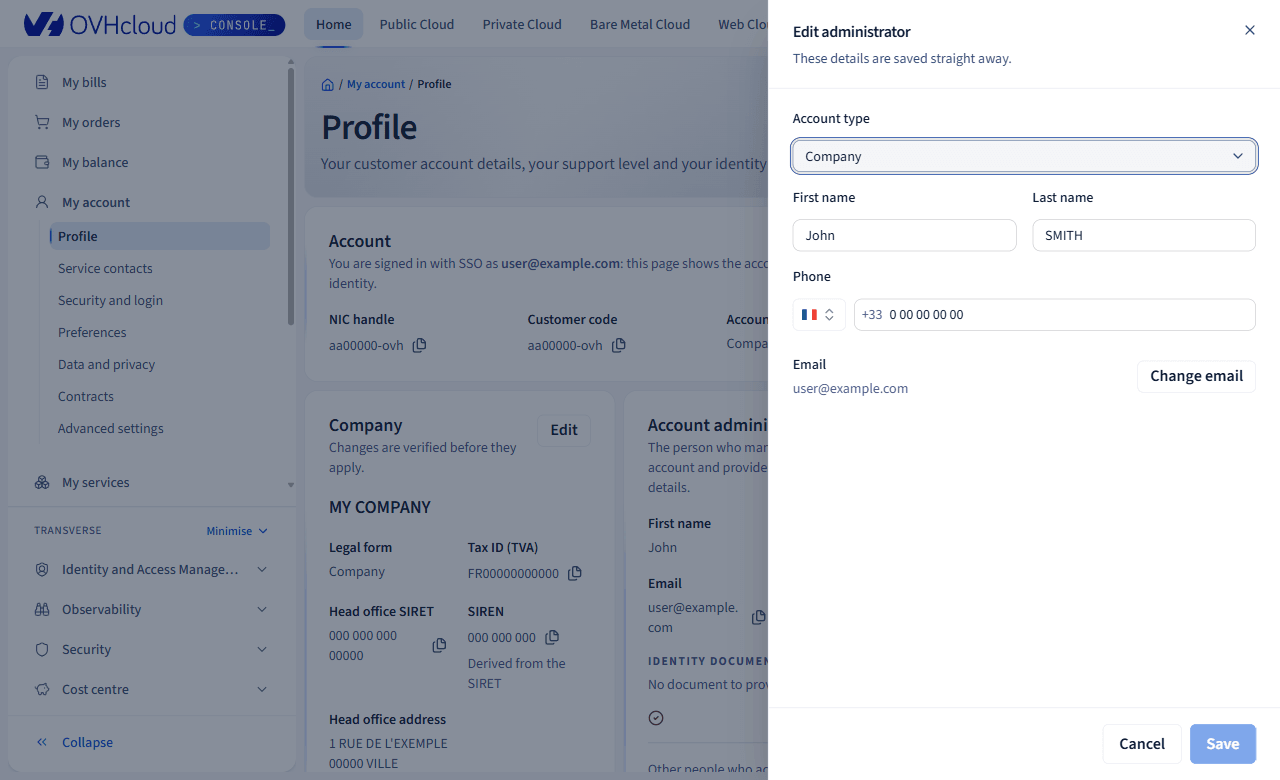 OVHcloud > CONSOLE_
Home Public Cloud Private Cloud Bare Metal Cloud Web Clou
My bills
My orders
My balance
My account
Profile
Service contacts
Security and login
Preferences
Data and privacy
Contracts
Advanced settings
My services
TRANSVERSE Minimise
Identity and Access Manage...
Observability
Security
Cost centre
Collapse
/ My account / Profile
Profile
Your customer account details, your support level and your identity
Account
You are signed in with SSO as user@example.com: this page shows the acco
identity.
NIC handle Customer code Accoun
aa00000-ovh aa00000-ovh Compa
Company Edit
Changes are verified before they
apply.
MY COMPANY
Legal form Tax ID (TVA)
Company FR00000000000
Head office SIRET SIREN
000 000 000
00000
000 000 000
Derived from the
SIRET
Head office address
1 RUE DE L'EXEMPLE
00000 VILLE
Account admini
The person who man
account and provide
details.
First name
John
Email
user@example.
com
IDENTITY DOCUMEN
No document to prov
Other people who ac
Edit administrator
These details are saved straight away.
Account type
Company
First name Last name
John SMITH
Phone
+33 0 00 00 00 00
Email
user@example.com
Change email
Cancel Save